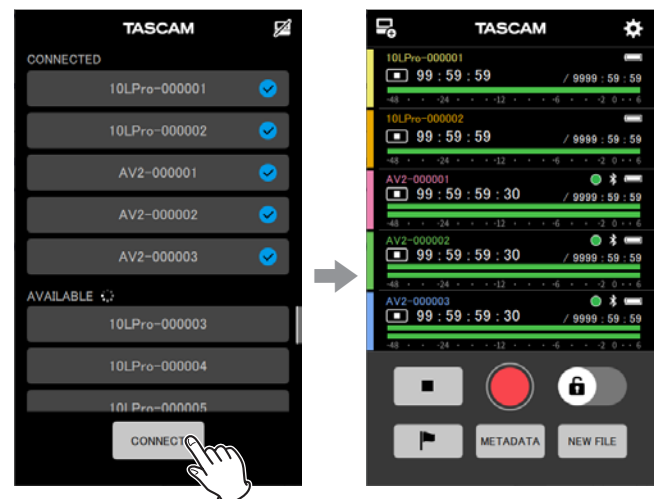 TASCAM
CONNECTED
10LPro-000001
10LPro-000002
AV2-000001
AV2-000002
AV2-000003
AVAILABLE
10LPro-000003
10LPro-000004
10LPro-000005
CONNECT
TASCAM
10LPro-000001
99 : 59 : 59 / 9999 : 59 : 59
-48 · · -24 · · · -12 · · · -6 · · -2 0 · · 6
10LPro-000002
99 : 59 : 59 / 9999 : 59 : 59
-48 · · -24 · · · -12 · · · -6 · · -2 0 · · 6
AV2-000001
99 : 59 : 59 : 30 / 9999 : 59 : 59
-48 · · -24 · · · -12 · · · -6 · · -2 0 · · 6
AV2-000002
99 : 59 : 59 : 30 / 9999 : 59 : 59
-48 · · -24 · · · -12 · · · -6 · · -2 0 · · 6
AV2-000003
99 : 59 : 59 : 30 / 9999 : 59 : 59
-48 · · -24 · · · -12 · · · -6 · · -2 0 · · 6
METADATA NEW FILE